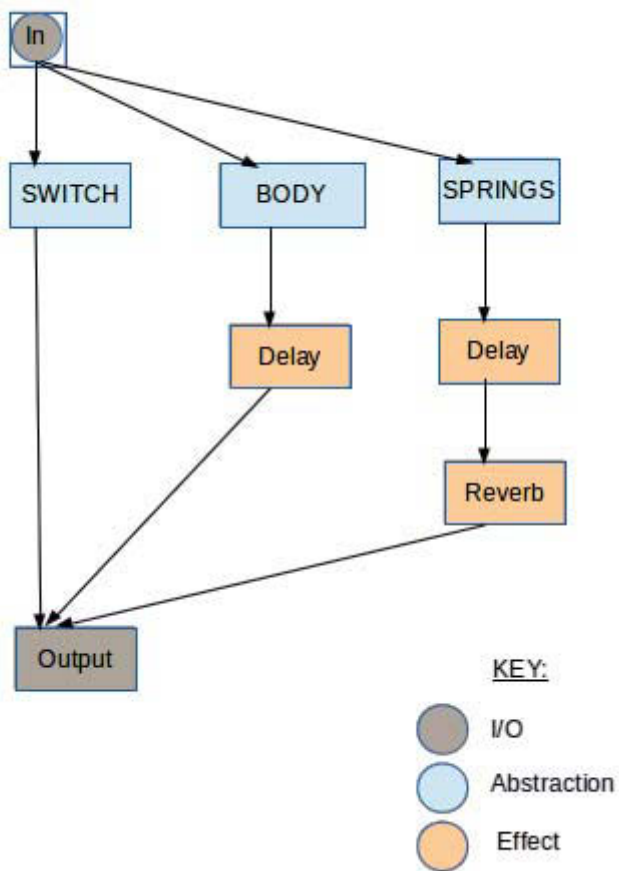 In
SWITCH
BODY
SPRINGS
Delay
Delay
Reverb
Output
KEY:
I/O
Abstraction
Effect